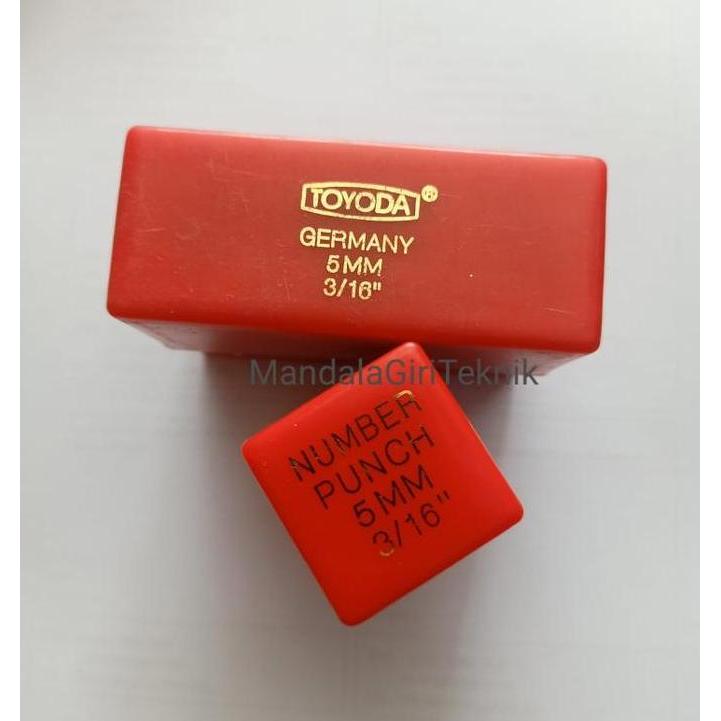 TOYODA®
GERMANY
5MM
3/16"
MandalaGiriTeknik
NUMBER
PUNCH
5MM
3/16"